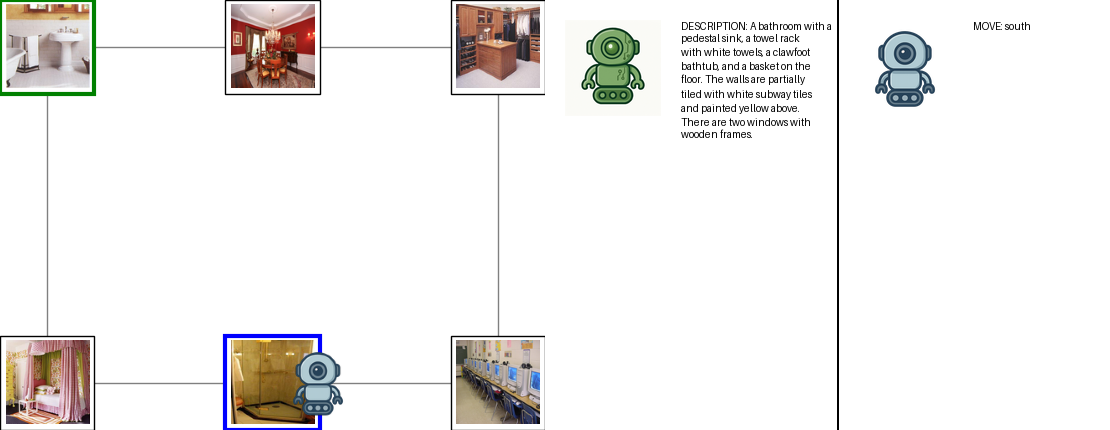 DESCRIPTION: A bathroom with a
pedestal sink, a towel rack
with white towels, a clawfoot
bathtub, and a basket on the
floor. The walls are partially
tiled with white subway tiles
and painted yellow above.
There are two windows with
wooden frames.
MOVE: south